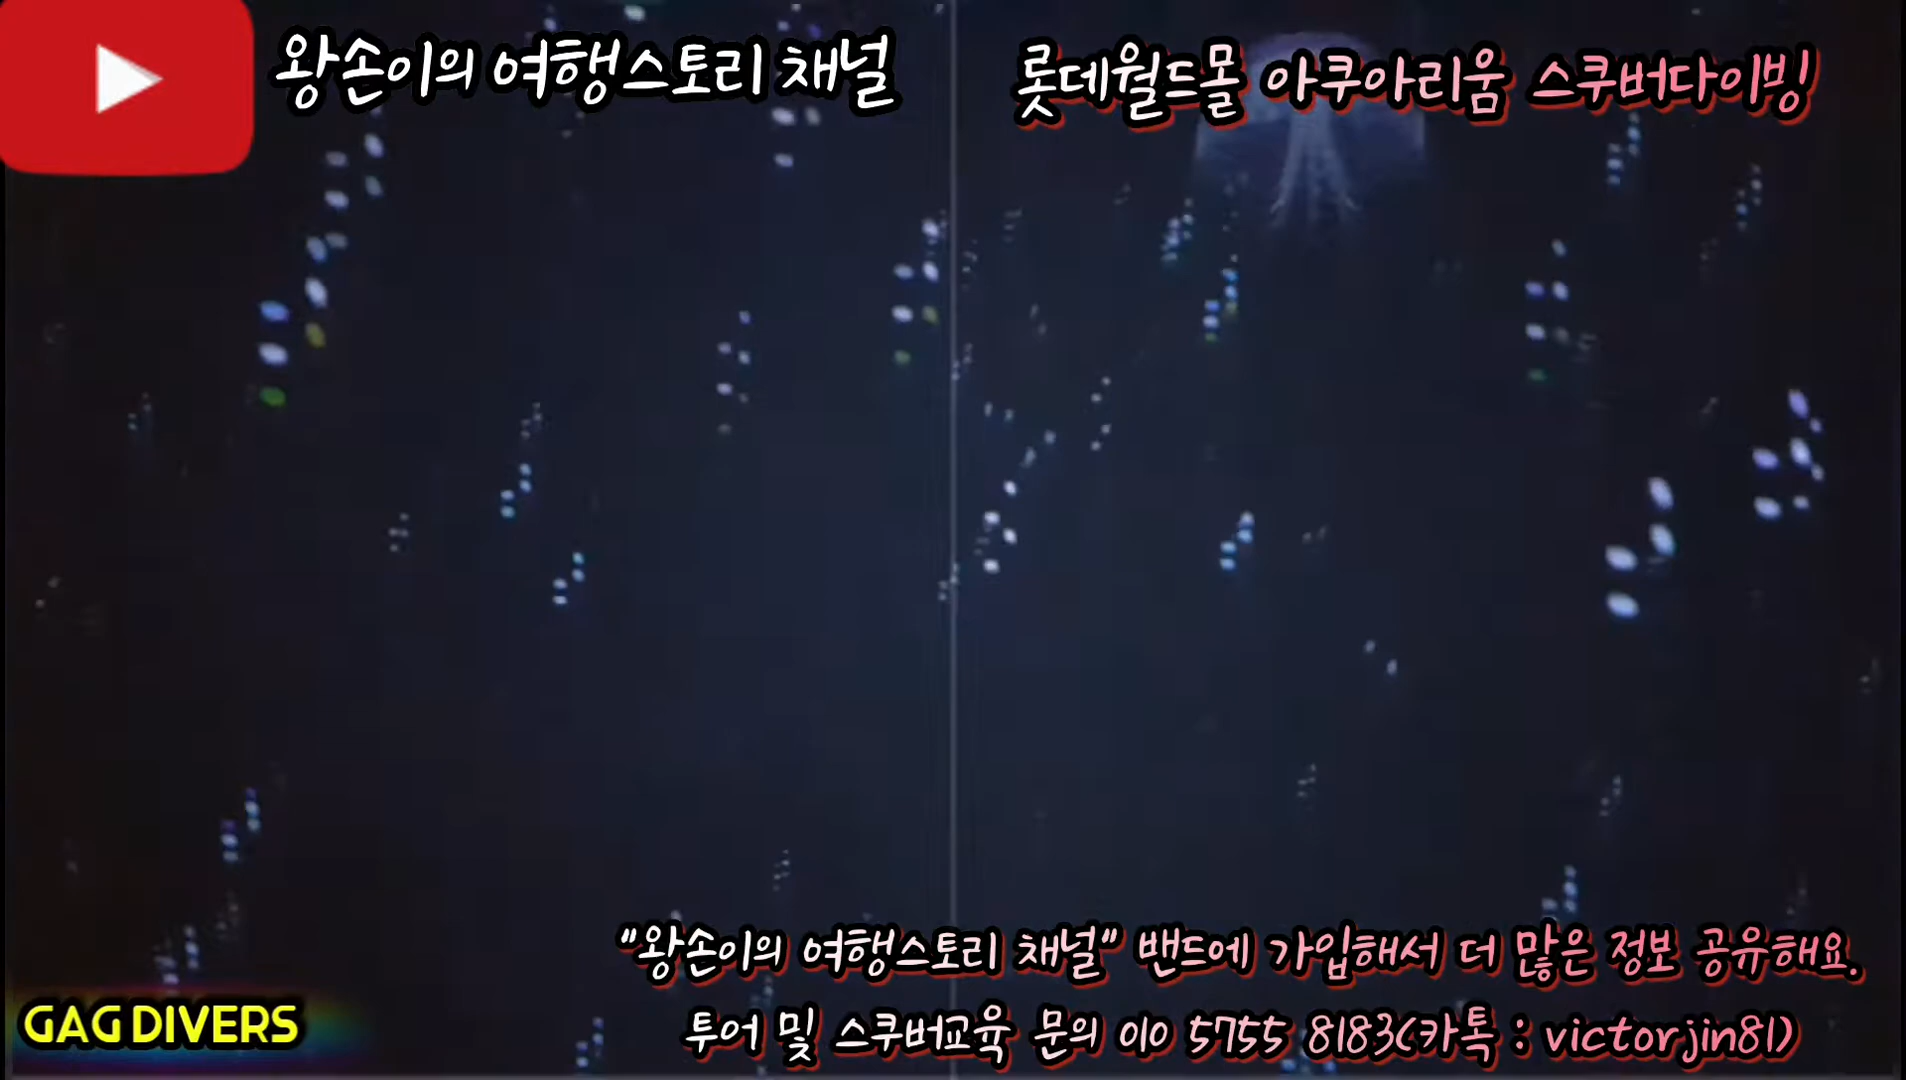 왕손이의 여행스토리 채널
롯데월드몰 아쿠아리움 스쿠버다이빙
"왕손이의 여행스토리 채널" 밴드에 가입해서 더 많은 정보 공유해요.
GAG DIVERS
투어 및 스쿠버교육 문의 010 5755 8183(카톡 : victorjin81)